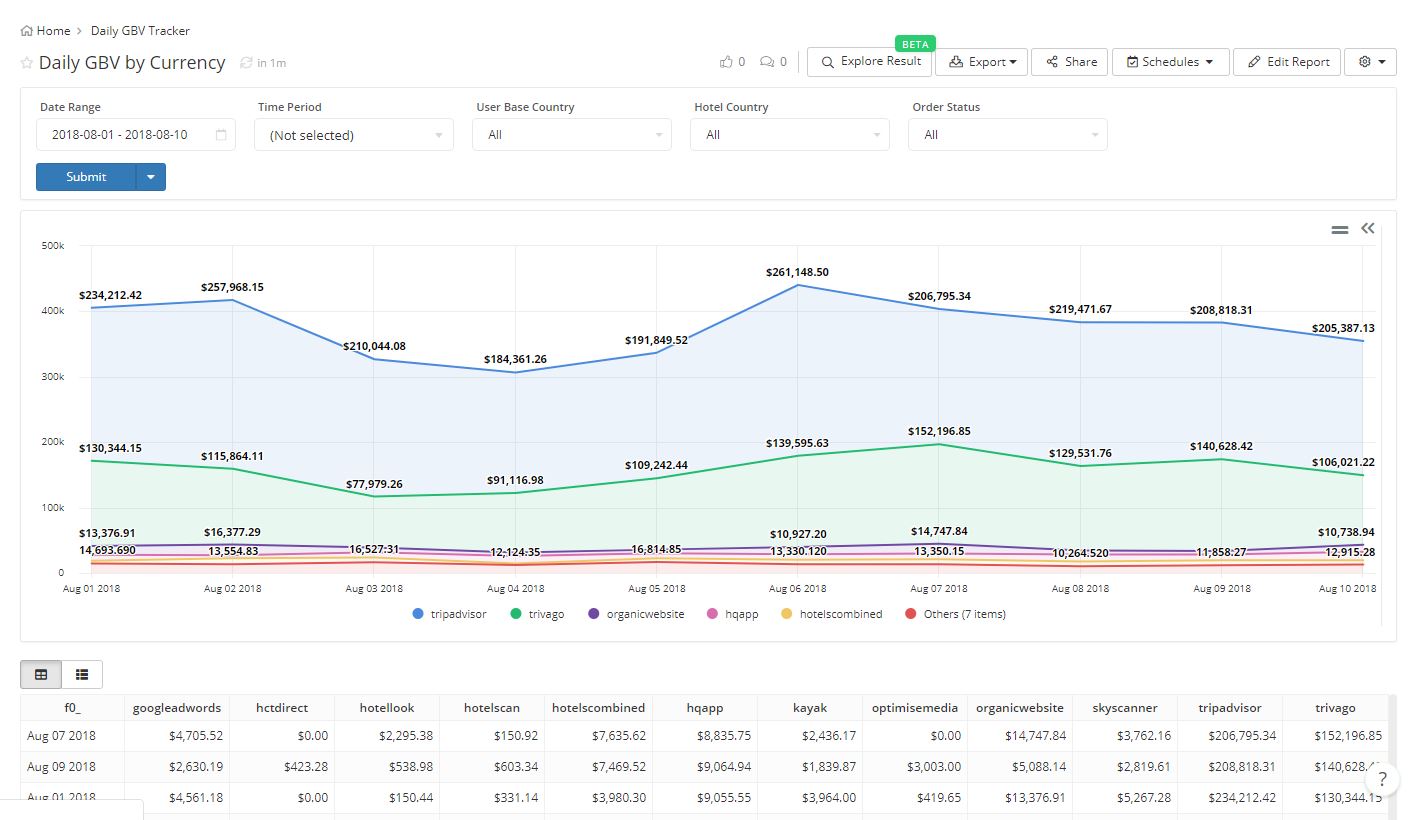 Home > Daily GBV Tracker
BETA
Daily GBV by Currency in 1m 0 0 Explore Result Export Share Schedules Edit Report
Date Range Time Period User Base Country Hotel Country Order Status
2018-08-01 - 2018-08-10 (Not selected) All All All
Submit
500k
400k
300k
200k
100k
0
$234,212.42 $257,968.15 $210,044.08 $184,361.26 $191,849.52 $261,148.50 $206,795.34 $219,471.67 $208,818.31 $205,387.13
$130,344.15 $115,864.11 $77,979.26 $91,116.98 $109,242.44 $139,595.63 $152,196.85 $129,531.76 $140,628.42 $106,021.22
$13,376.91 $16,377.29 $10,927.20 $14,747.84 $10,738.94
14,693.690 13,554.83 16,527.31 12,124.35 16,814.85 13,330.120 13,350.15 10,264.520 11,858.27 12,915.28
Aug 01 2018 Aug 02 2018 Aug 03 2018 Aug 04 2018 Aug 05 2018 Aug 06 2018 Aug 07 2018 Aug 08 2018 Aug 09 2018 Aug 10 2018
tripadvisor trivago organicwebsite hqapp hotelscombined Others (7 items)
f0_ googleadwords hctdirect hotellook hotelscan hotelscombined hqapp kayak optimisemedia organicwebsite skyscanner tripadvisor trivago
Aug 07 2018 $4,705.52 $0.00 $2,295.38 $150.92 $7,635.62 $8,835.75 $2,436.17 $0.00 $14,747.84 $3,762.16 $206,795.34 $152,196.85
Aug 09 2018 $2,630.19 $423.28 $538.98 $603.34 $7,469.52 $9,064.94 $1,839.87 $3,003.00 $5,088.14 $2,819.61 $208,818.31 $140,628.42
?
Aug 01 2018 $4,561.18 $0.00 $150.44 $331.14 $3,980.30 $9,055.55 $3,964.00 $419.65 $13,376.91 $5,267.28 $234,212.42 $130,344.15